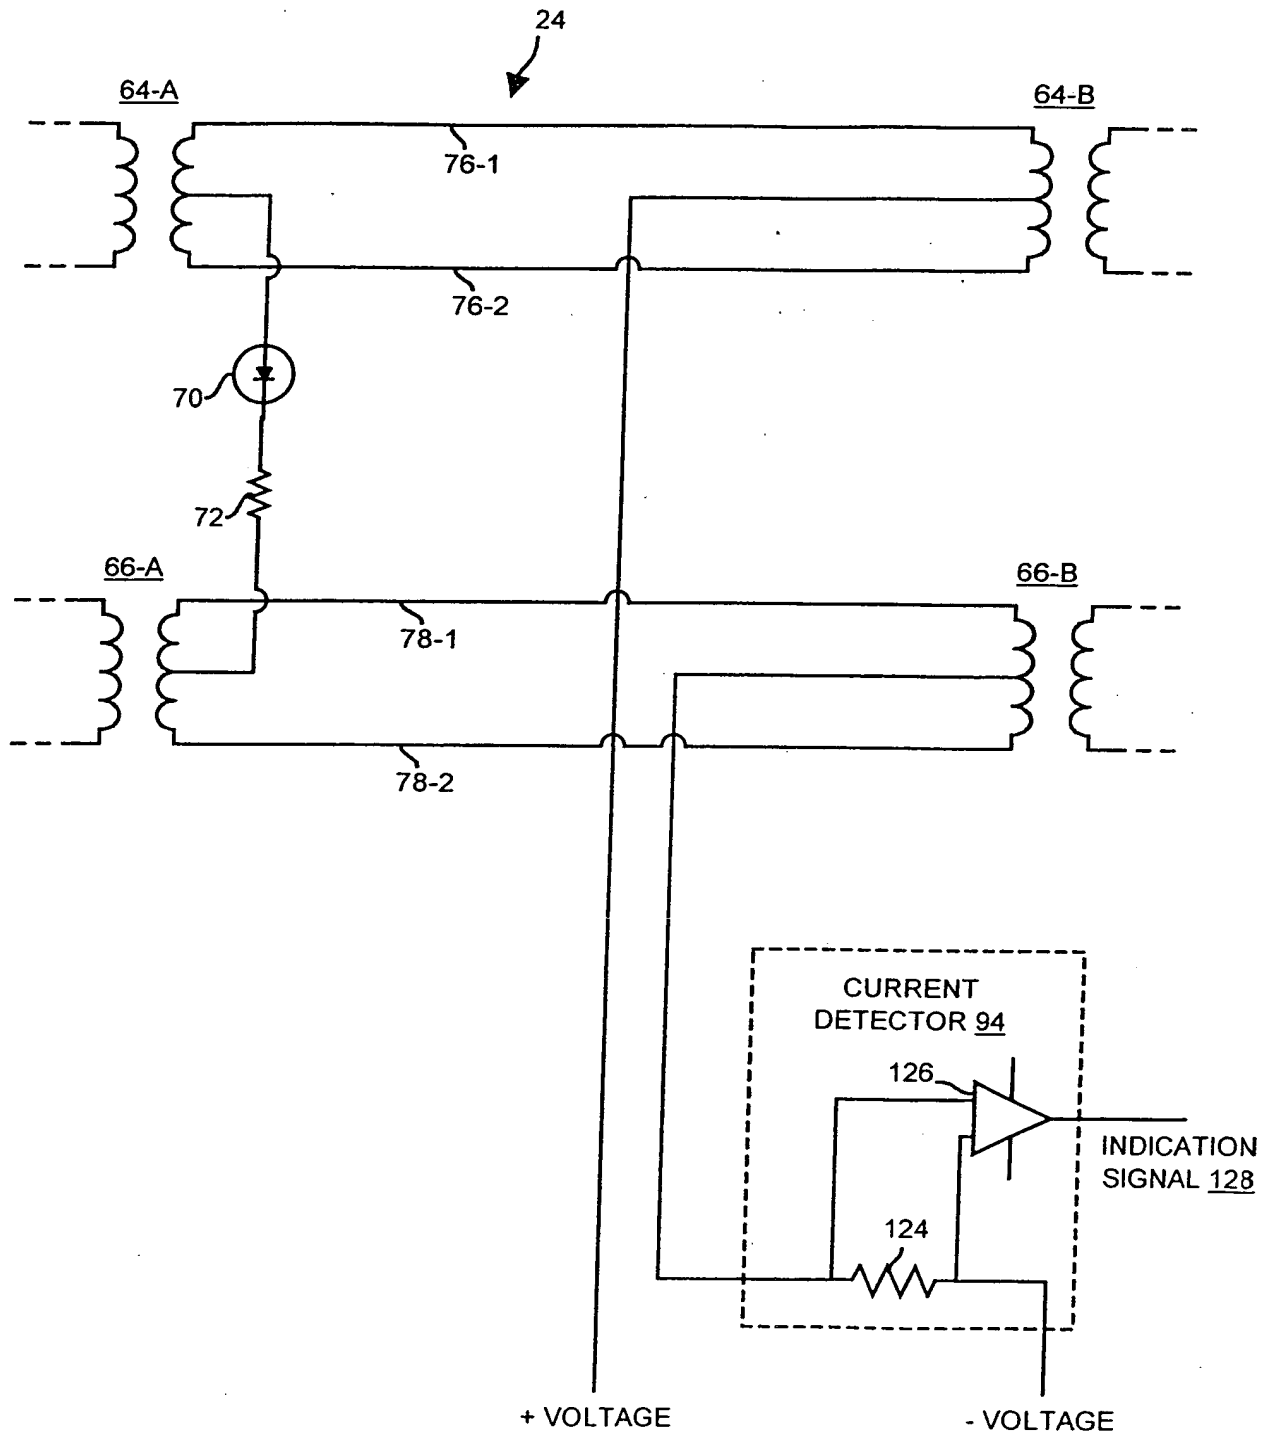 24
64-A
64-B
76-1
76-2
70
72
66-A
66-B
78-1
78-2
CURRENT
DETECTOR 94
126
INDICATION
SIGNAL 128
124
+ VOLTAGE
- VOLTAGE